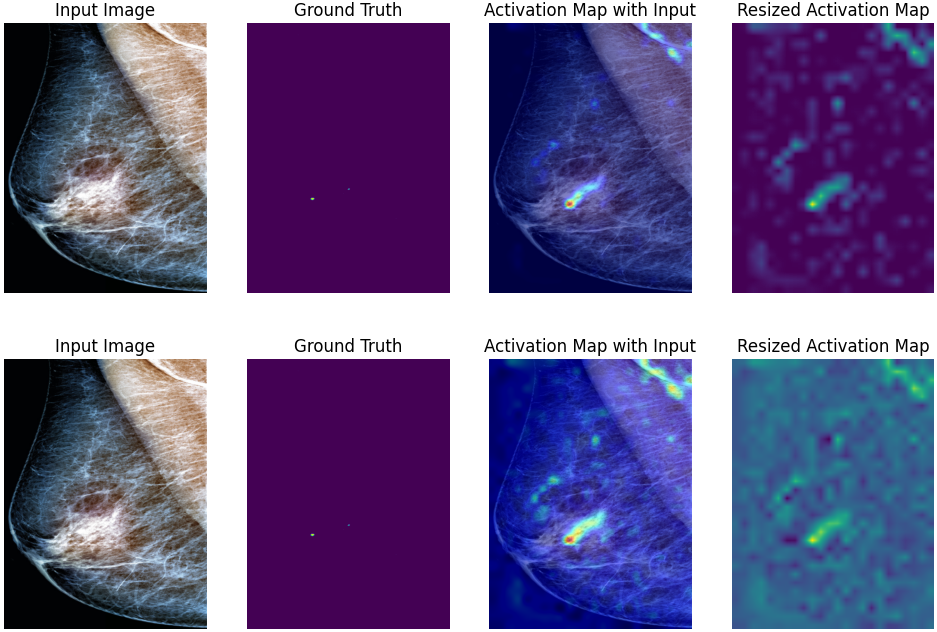 Input Image
Ground Truth
Activation Map with Input
Resized Activation Map
Input Image
Ground Truth
Activation Map with Input
Resized Activation Map